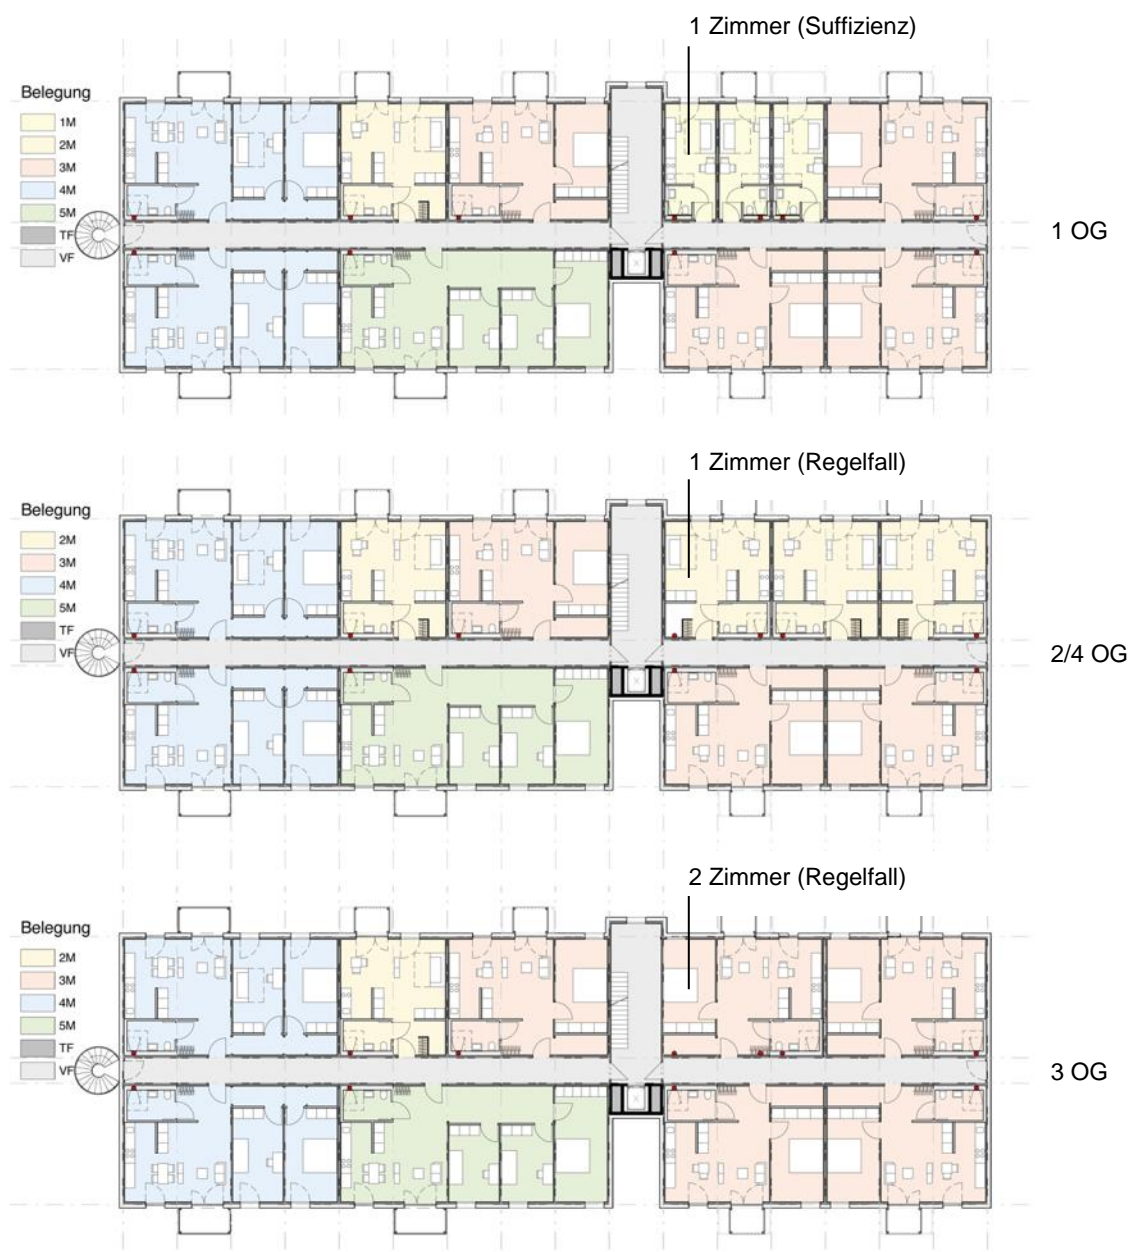 1 Zimmer (Suffizienz)
Belegung
1M
2M
3M
4M
5M
TF
VF
1 OG
1 Zimmer (Regelfall)
Belegung
2M
3M
4M
5M
TF
VF
2/4 OG
2 Zimmer (Regelfall)
Belegung
2M
3M
4M
5M
TF
VF
3 OG